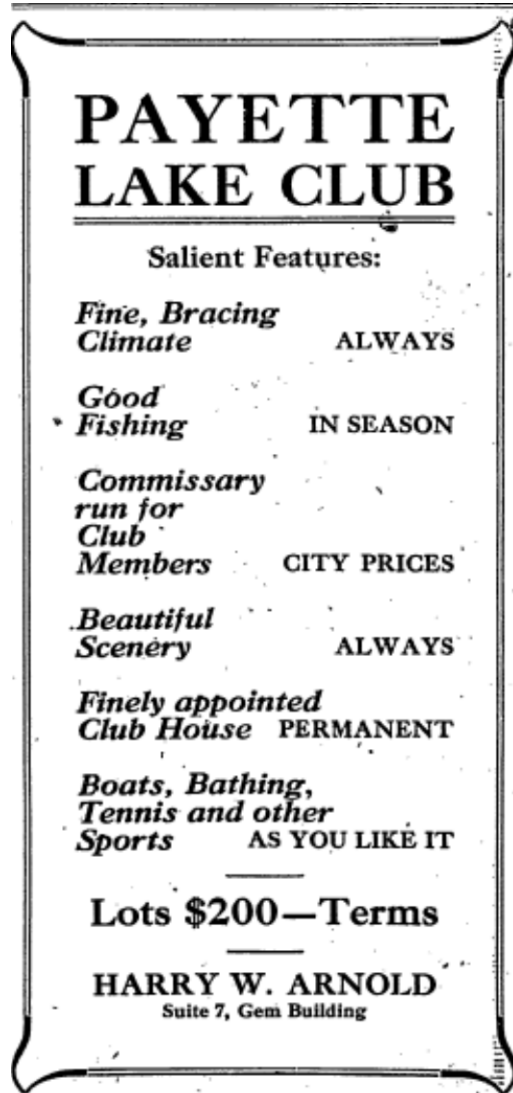 PAYETTE
LAKE CLUB
Salient Features:
Fine, Bracing
Climate ALWAYS
Good
Fishing IN SEASON
Commissary
run for
Club
Members CITY PRICES
Beautiful
Scenery ALWAYS
Finely appointed
Club House PERMANENT
Boats, Bathing,
Tennis and other
Sports AS YOU LIKE IT
Lots $200—Terms
HARRY W. ARNOLD
Suite 7, Gem Building